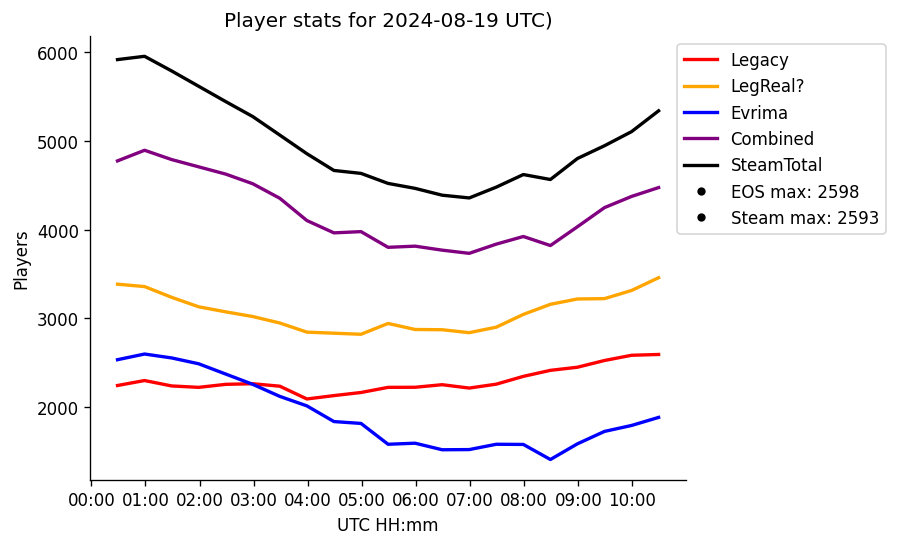 Player stats for 2024-08-19 UTC)
6000
5000
4000
3000
2000
Players
00:00 01:00 02:00 03:00 04:00 05:00 06:00 07:00 08:00 09:00 10:00
UTC HH:mm
Legacy
LegReal?
Evrima
Combined
SteamTotal
EOS max: 2598
Steam max: 2593